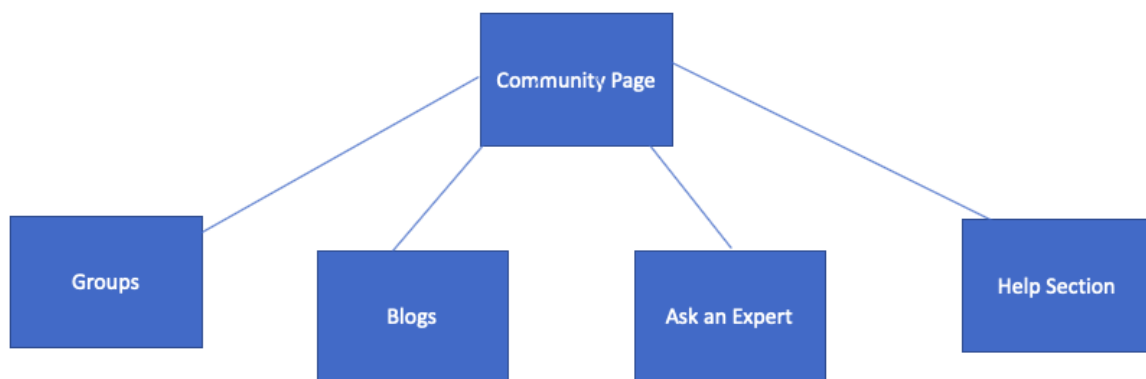 Community Page
Groups
Blogs
Ask an Expert
Help Section